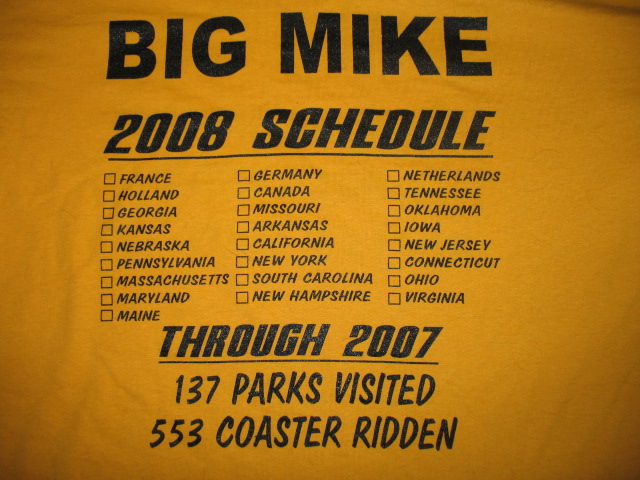 BIG MIKE
2008 SCHEDULE
FRANCE
HOLLAND
GEORGIA
KANSAS
NEBRASKA
PENNSYLVANIA
MASSACHUSETTS
MARYLAND
MAINE
GERMANY
CANADA
MISSOURI
ARKANSAS
CALIFORNIA
NEW YORK
SOUTH CAROLINA
NEW HAMPSHIRE
NETHERLANDS
TENNESSEE
OKLAHOMA
IOWA
NEW JERSEY
CONNECTICUT
OHIO
VIRGINIA
THROUGH 2007
137 PARKS VISITED
553 COASTER RIDDEN